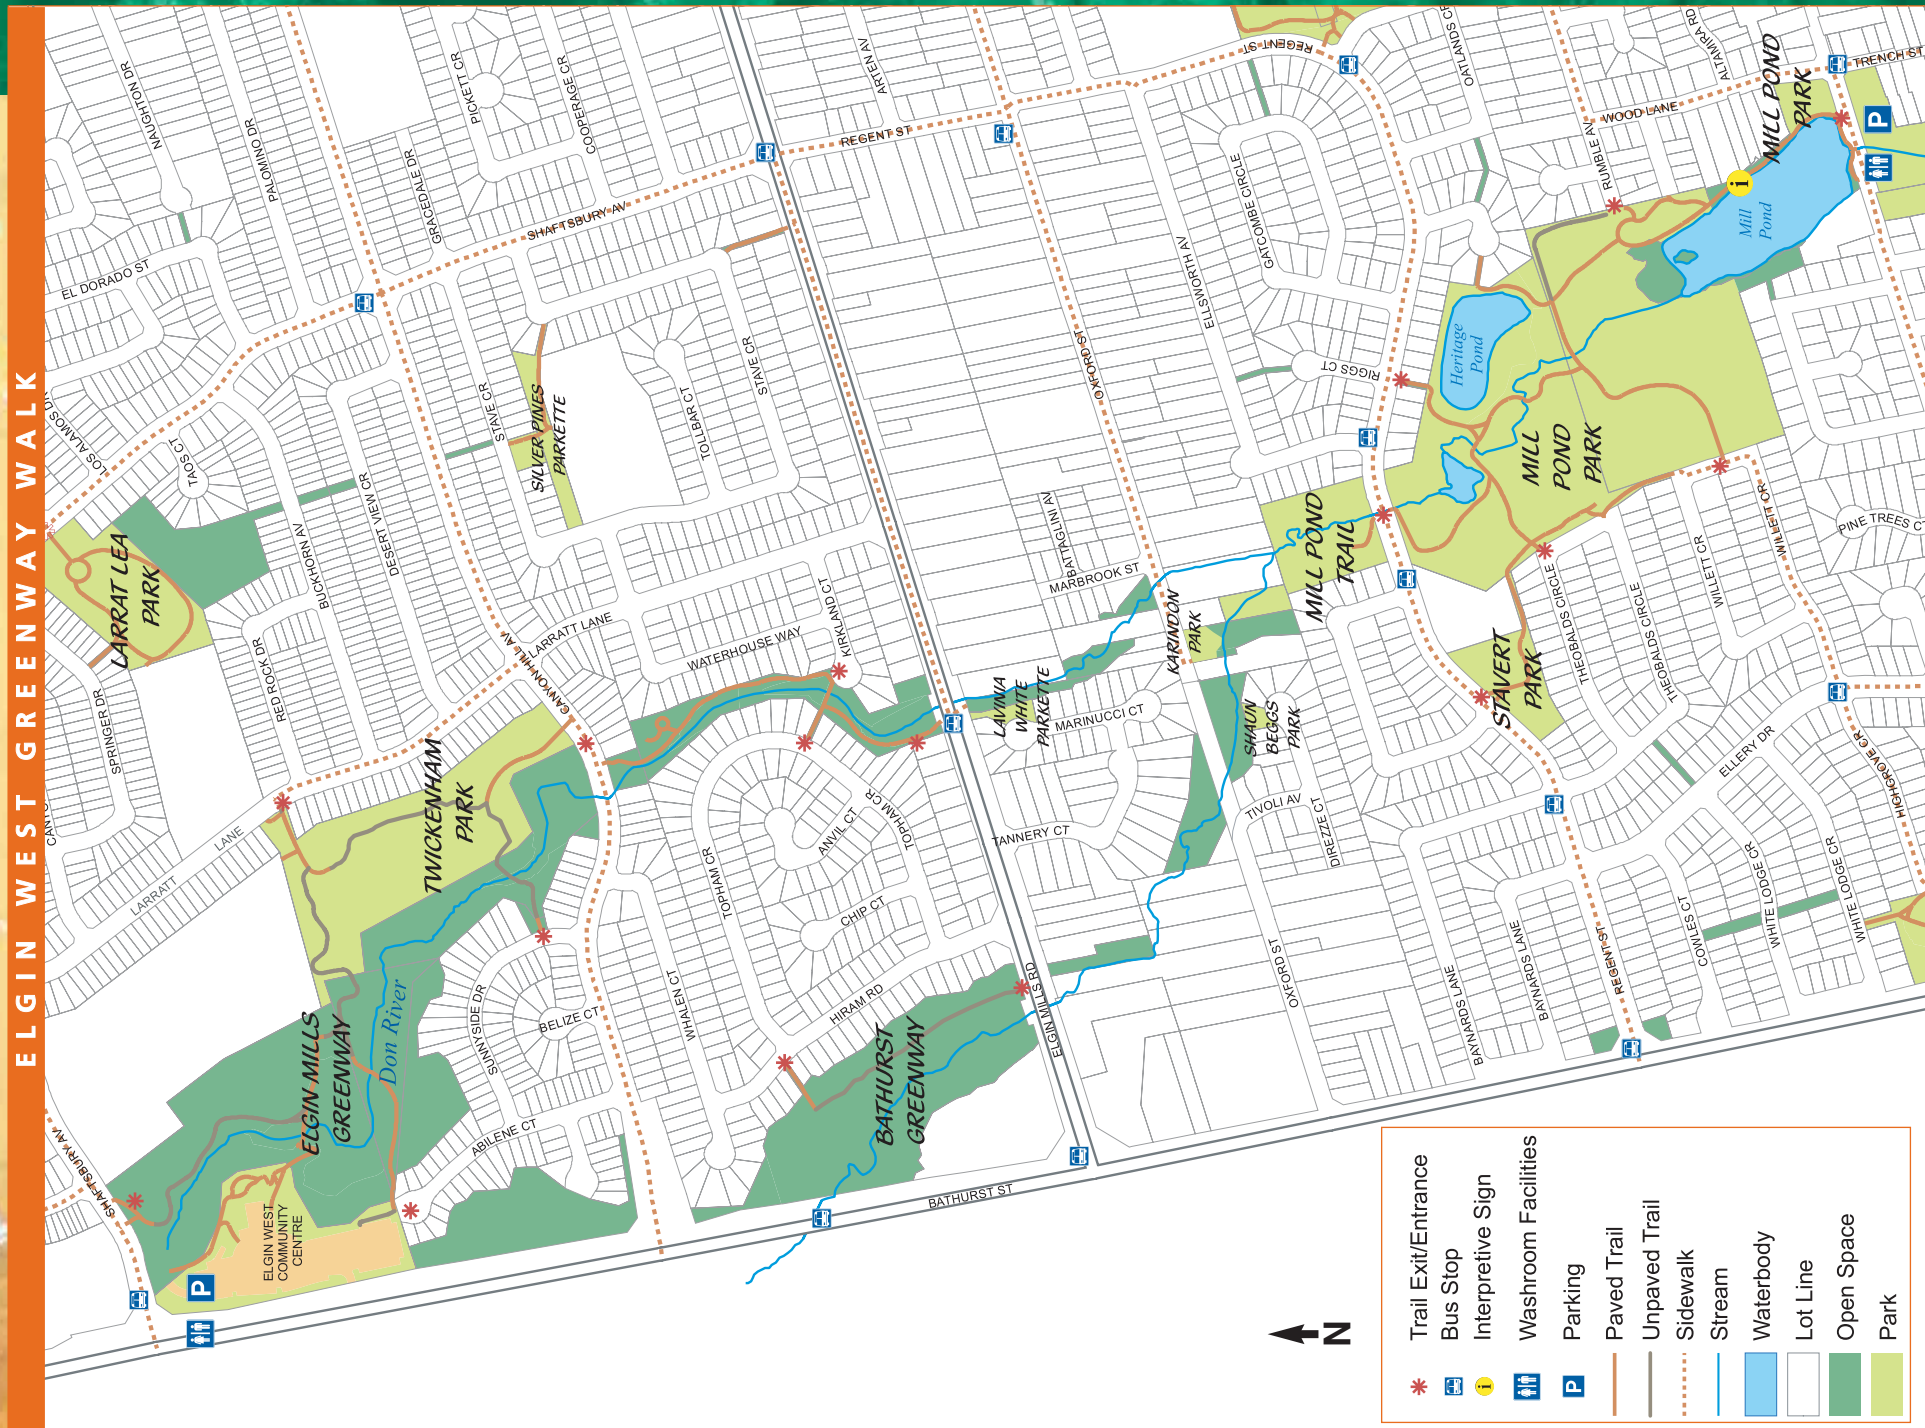 ELGIN WEST GREENWAY WALK
SHAFTSBURY AV
LARRATT
LANE
SPRINGER DR
RED ROCK DR
LARRAT LEA
PARK
LOS ALAMOS DR
TAOS CT
BUCKHORN AV
DESERT VIEW CR
EL DORADO ST
NAUGHTON DR
PALOMINO DR
GRACEDALE DR
PICKETT CR
COOPERAGE CR
SHAFTSBURY AV
ARTEN AV
REGENT ST
STAVE CR
SILVER PINES
PARKETTE
TOLLBAR CT
STAVE CR
CANYON HILL AV
LARRATT LANE
WATERHOUSE WAY
KIRKLAND CT
TWICKENHAM
PARK
ELGIN MILLS
GREENWAY
Don River
ELGIN WEST
COMMUNITY
CENTRE
P
SUNNYSIDE DR
BELIZE CT
ABILENE CT
WHALEN CT
TOPHAM CR
ANVIL CT
TOPHAM CR
CHIP CT
HIRAM RD
BATHURST
GREENWAY
BATHURST ST
ELGIN MILLS RD
LAVINIA
WHITE
PARKETTE
MARINUCCI CT
TANNERY CT
BATTAGLINI AV
MARBROOK ST
KARINDON
PARK
SHAUN
BEGGS
PARK
TIVOLI AV
DIREZZE CT
OXFORD ST
OXFORD ST
ELLSWORTH AV
GATCOMBE CIRCLE
REGENT ST
RIGGS CT
OATLANDS CR
MILL POND
TRAIL
Heritage
Pond
MILL
POND
PARK
STAVERT
PARK
THEOBALDS CIRCLE
THEOBALDS CIRCLE
WILLETT CR
WILLETT CR
PINE TREES CT
RUMBLE AV
WOOD LANE
ALTAMIRA RD
MILL POND
PARK
TRENCH ST
i
Mill
Pond
P
ELLERY DR
HIGHGROVE CR
WHITE LODGE CR
WHITE LODGE CR
COWLES CT
REGENT ST
BAYNARDS LANE
BAYNARDS LANE
N
Trail Exit/Entrance
Bus Stop
i Interpretive Sign
Washroom Facilities
P Parking
Paved Trail
Unpaved Trail
Sidewalk
Stream
Waterbody
Lot Line
Open Space
Park